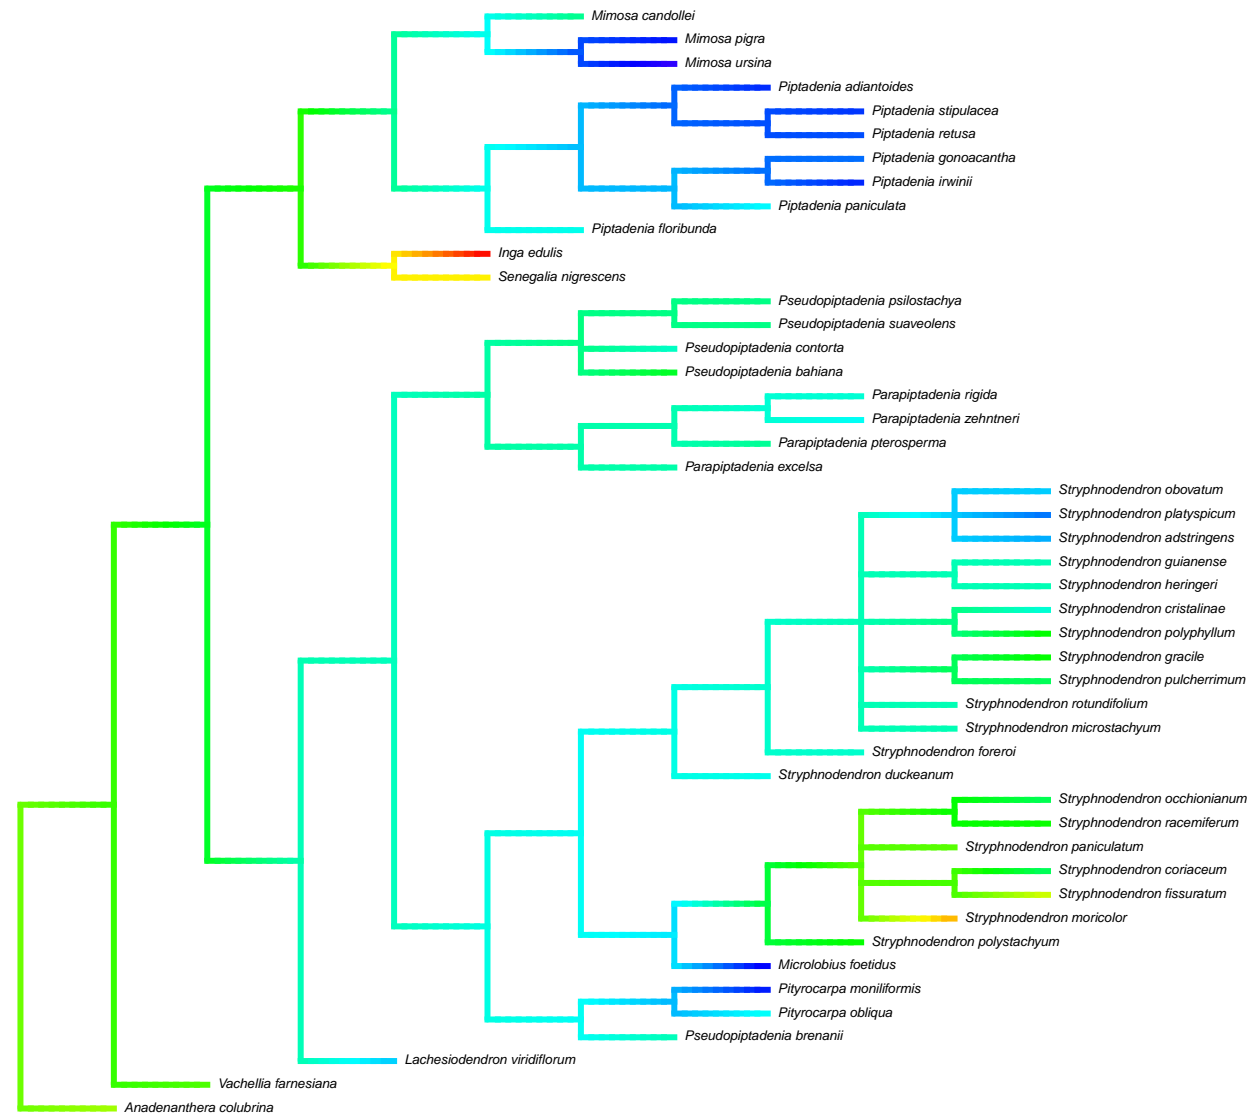 Mimosa candollei
Mimosa pigra
Mimosa ursina
Piptadenia adiantoides
Piptadenia stipulacea
Piptadenia retusa
Piptadenia gonoacantha
Piptadenia irwinii
Piptadenia paniculata
Piptadenia floribunda
Inga edulis
Senegalia nigrescens
Pseudopiptadenia psilostachya
Pseudopiptadenia suaveolens
Pseudopiptadenia contorta
Pseudopiptadenia bahiana
Parapiptadenia rigida
Parapiptadenia zehntneri
Parapiptadenia pterosperma
Parapiptadenia excelsa
Stryphnodendron obovatum
Stryphnodendron platyspicum
Stryphnodendron adstringens
Stryphnodendron guianense
Stryphnodendron heringeri
Stryphnodendron cristalinae
Stryphnodendron polyphyllum
Stryphnodendron gracile
Stryphnodendron pulcherrimum
Stryphnodendron rotundifolium
Stryphnodendron microstachyum
Stryphnodendron foreroi
Stryphnodendron duckeanum
Stryphnodendron occhionianum
Stryphnodendron racemiferum
Stryphnodendron paniculatum
Stryphnodendron coriaceum
Stryphnodendron fissuratum
Stryphnodendron moricolor
Stryphnodendron polystachyum
Microlobius foetidus
Pityrocarpa moniliformis
Pityrocarpa obliqua
Pseudopiptadenia brenanii
Lachesiodendron viridiflorum
Vachellia farnesiana
Anadenanthera colubrina